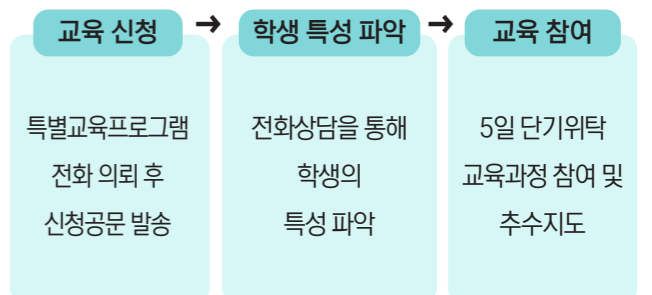 교육 신청 → 학생 특성 파악 → 교육 참여
특별교육프로그램
전화 의뢰 후
신청공문 발송
전화상담을 통해
학생의
특성 파악
5일 단기위탁
교육과정 참여 및
추수지도